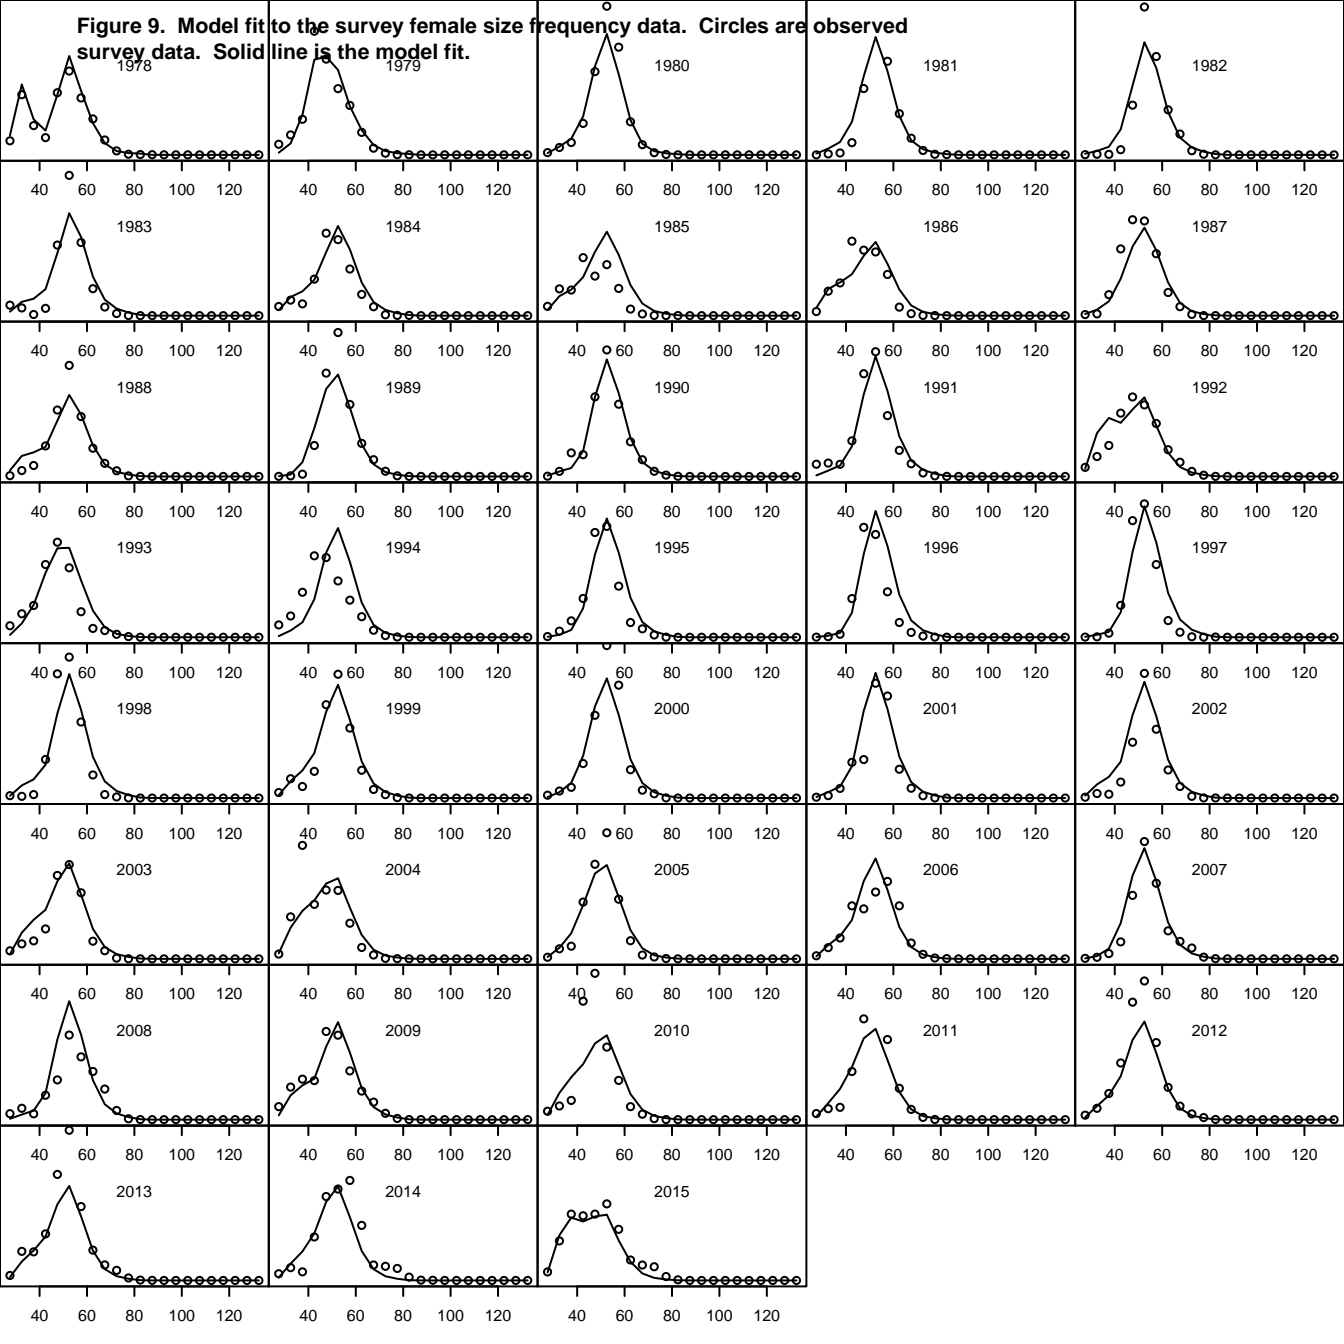 Figure 9. Model fit to the survey female size frequency data. Circles are observed
survey data. Solid line is the model fit.
1978 1979 1980 1981 1982
40 60 80 100 120 40 60 80 100 120 40 60 80 100 120 40 60 80 100 120 40 60 80 100 120
1983 1984 1985 1986 1987
40 60 80 100 120 40 60 80 100 120 40 60 80 100 120 40 60 80 100 120 40 60 80 100 120
1988 1989 1990 1991 1992
40 60 80 100 120 40 60 80 100 120 40 60 80 100 120 40 60 80 100 120 40 60 80 100 120
1993 1994 1995 1996 1997
40 60 80 100 120 40 60 80 100 120 40 60 80 100 120 40 60 80 100 120 40 60 80 100 120
1998 1999 2000 2001 2002
40 60 80 100 120 40 60 80 100 120 40 60 80 100 120 40 60 80 100 120 40 60 80 100 120
2003 2004 2005 2006 2007
40 60 80 100 120 40 60 80 100 120 40 60 80 100 120 40 60 80 100 120 40 60 80 100 120
2008 2009 2010 2011 2012
40 60 80 100 120 40 60 80 100 120 40 60 80 100 120 40 60 80 100 120 40 60 80 100 120
2013 2014 2015
40 60 80 100 120 40 60 80 100 120 40 60 80 100 120